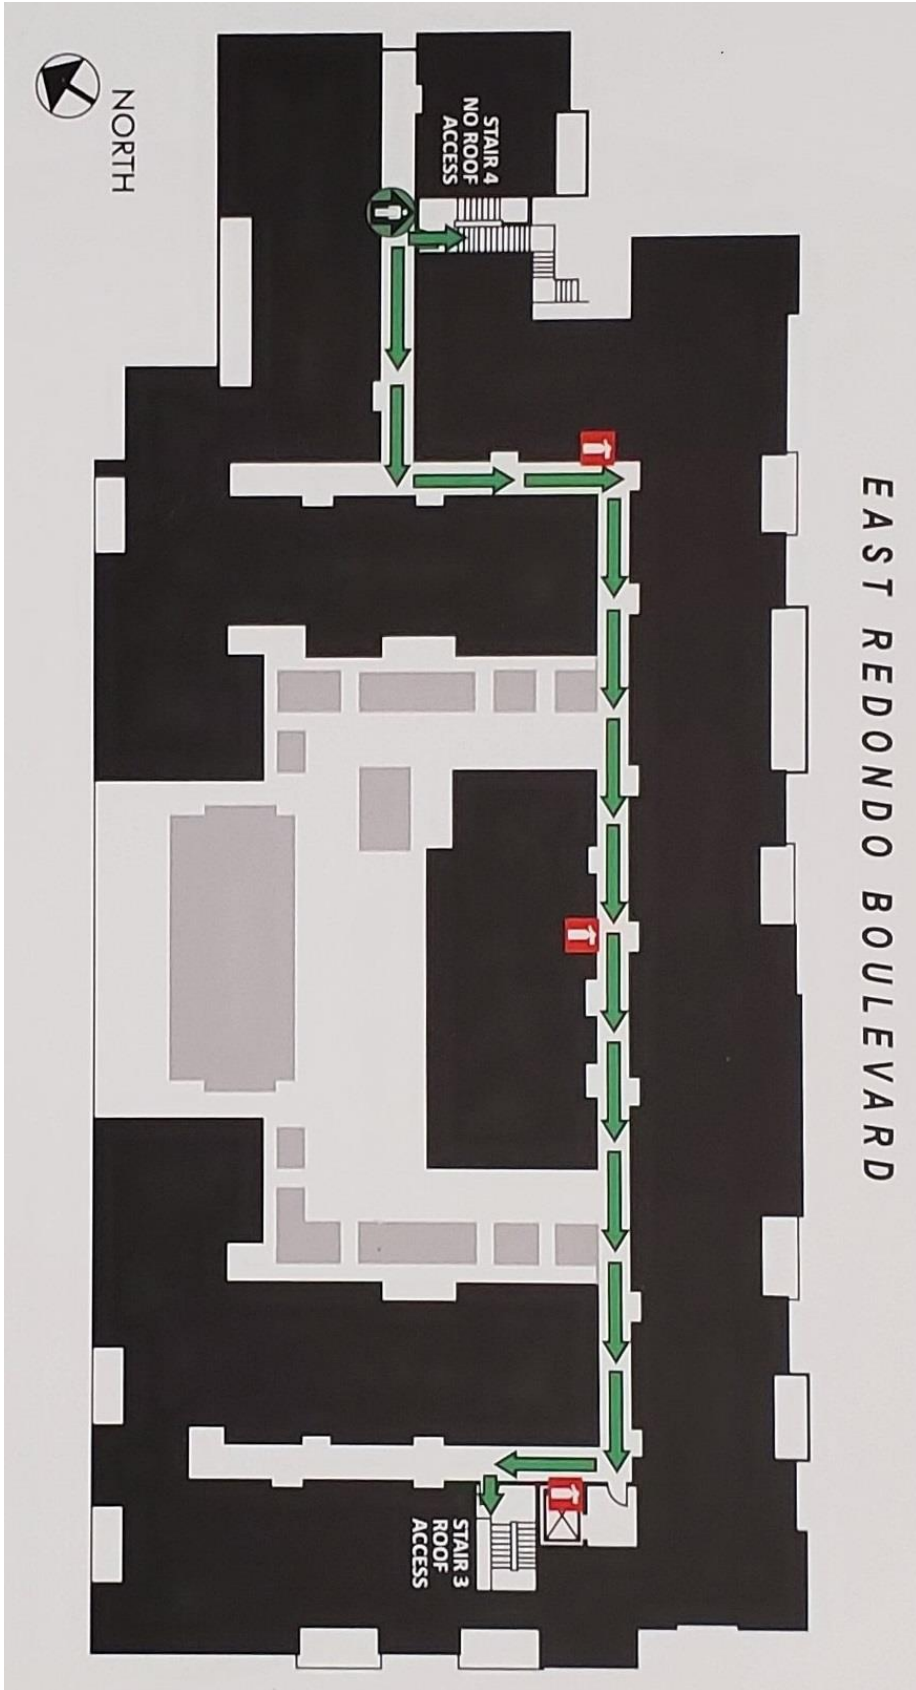 NORTH
STAIR 4
NO ROOF
ACCESS
EAST REDONDO BOULEVARD
STAIR 3
ROOF
ACCESS